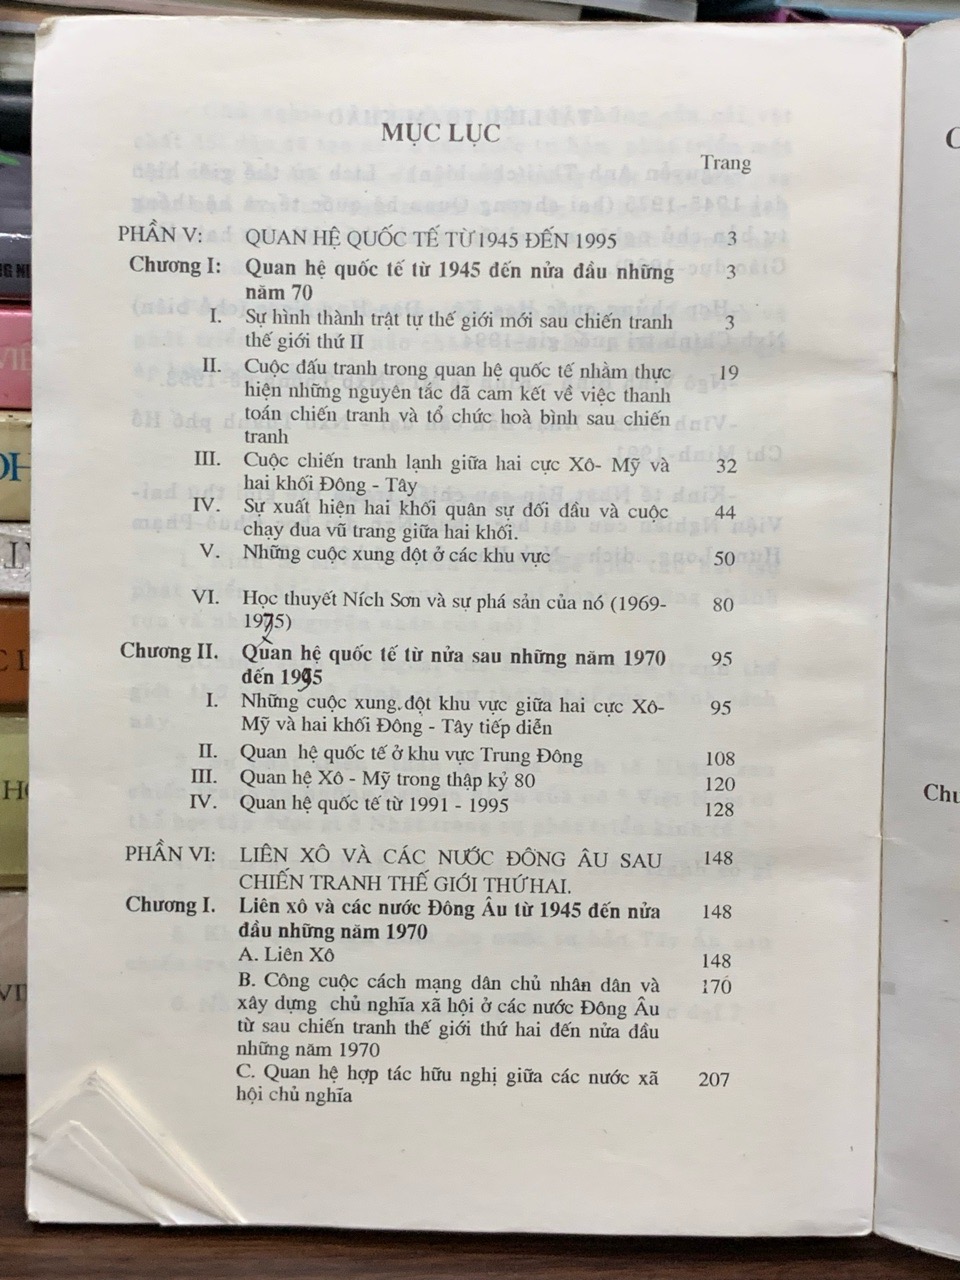 MỤC LỤC
Trang
PHẦN V: QUAN HỆ QUỐC TẾ TỪ 1945 ĐẾN 1995 3
Chương I: Quan hệ quốc tế từ 1945 đến nửa đầu những 3
năm 70
I. Sự hình thành trật tự thế giới mới sau chiến tranh 3
thế giới thứ II
II. Cuộc đấu tranh trong quan hệ quốc tế nhằm thực 19
hiện những nguyên tắc đã cam kết về việc thanh
toán chiến tranh và tổ chức hoà bình sau chiến
tranh
III. Cuộc chiến tranh lạnh giữa hai cực Xô- Mỹ và 32
hai khối Đông - Tây
IV. Sự xuất hiện hai khối quân sự đối đầu và cuộc 44
chạy đua vũ trang giữa hai khối.
V. Những cuộc xung đột ở các khu vực 50
VI. Học thuyết Ních Sơn và sự phá sản của nó (1969- 80
1975)
Chương II. Quan hệ quốc tế từ nửa sau những năm 1970 95
đến 1995
I. Những cuộc xung đột khu vực giữa hai cực Xô- 95
Mỹ và hai khối Đông - Tây tiếp diễn
II. Quan hệ quốc tế ở khu vực Trung Đông 108
III. Quan hệ Xô - Mỹ trong thập kỷ 80 120
IV. Quan hệ quốc tế từ 1991 - 1995 128
PHẦN VI: LIÊN XÔ VÀ CÁC NƯỚC ĐÔNG ÂU SAU 148
CHIẾN TRANH THẾ GIỚI THỨ HAI.
Chương I. Liên xô và các nước Đông Âu từ 1945 đến nửa 148
đầu những năm 1970
A. Liên Xô 148
B. Công cuộc cách mạng dân chủ nhân dân và 170
xây dựng chủ nghĩa xã hội ở các nước Đông Âu
từ sau chiến tranh thế giới thứ hai đến nửa đầu
những năm 1970
C. Quan hệ hợp tác hữu nghị giữa các nước xã 207
hội chủ nghĩa
Chư